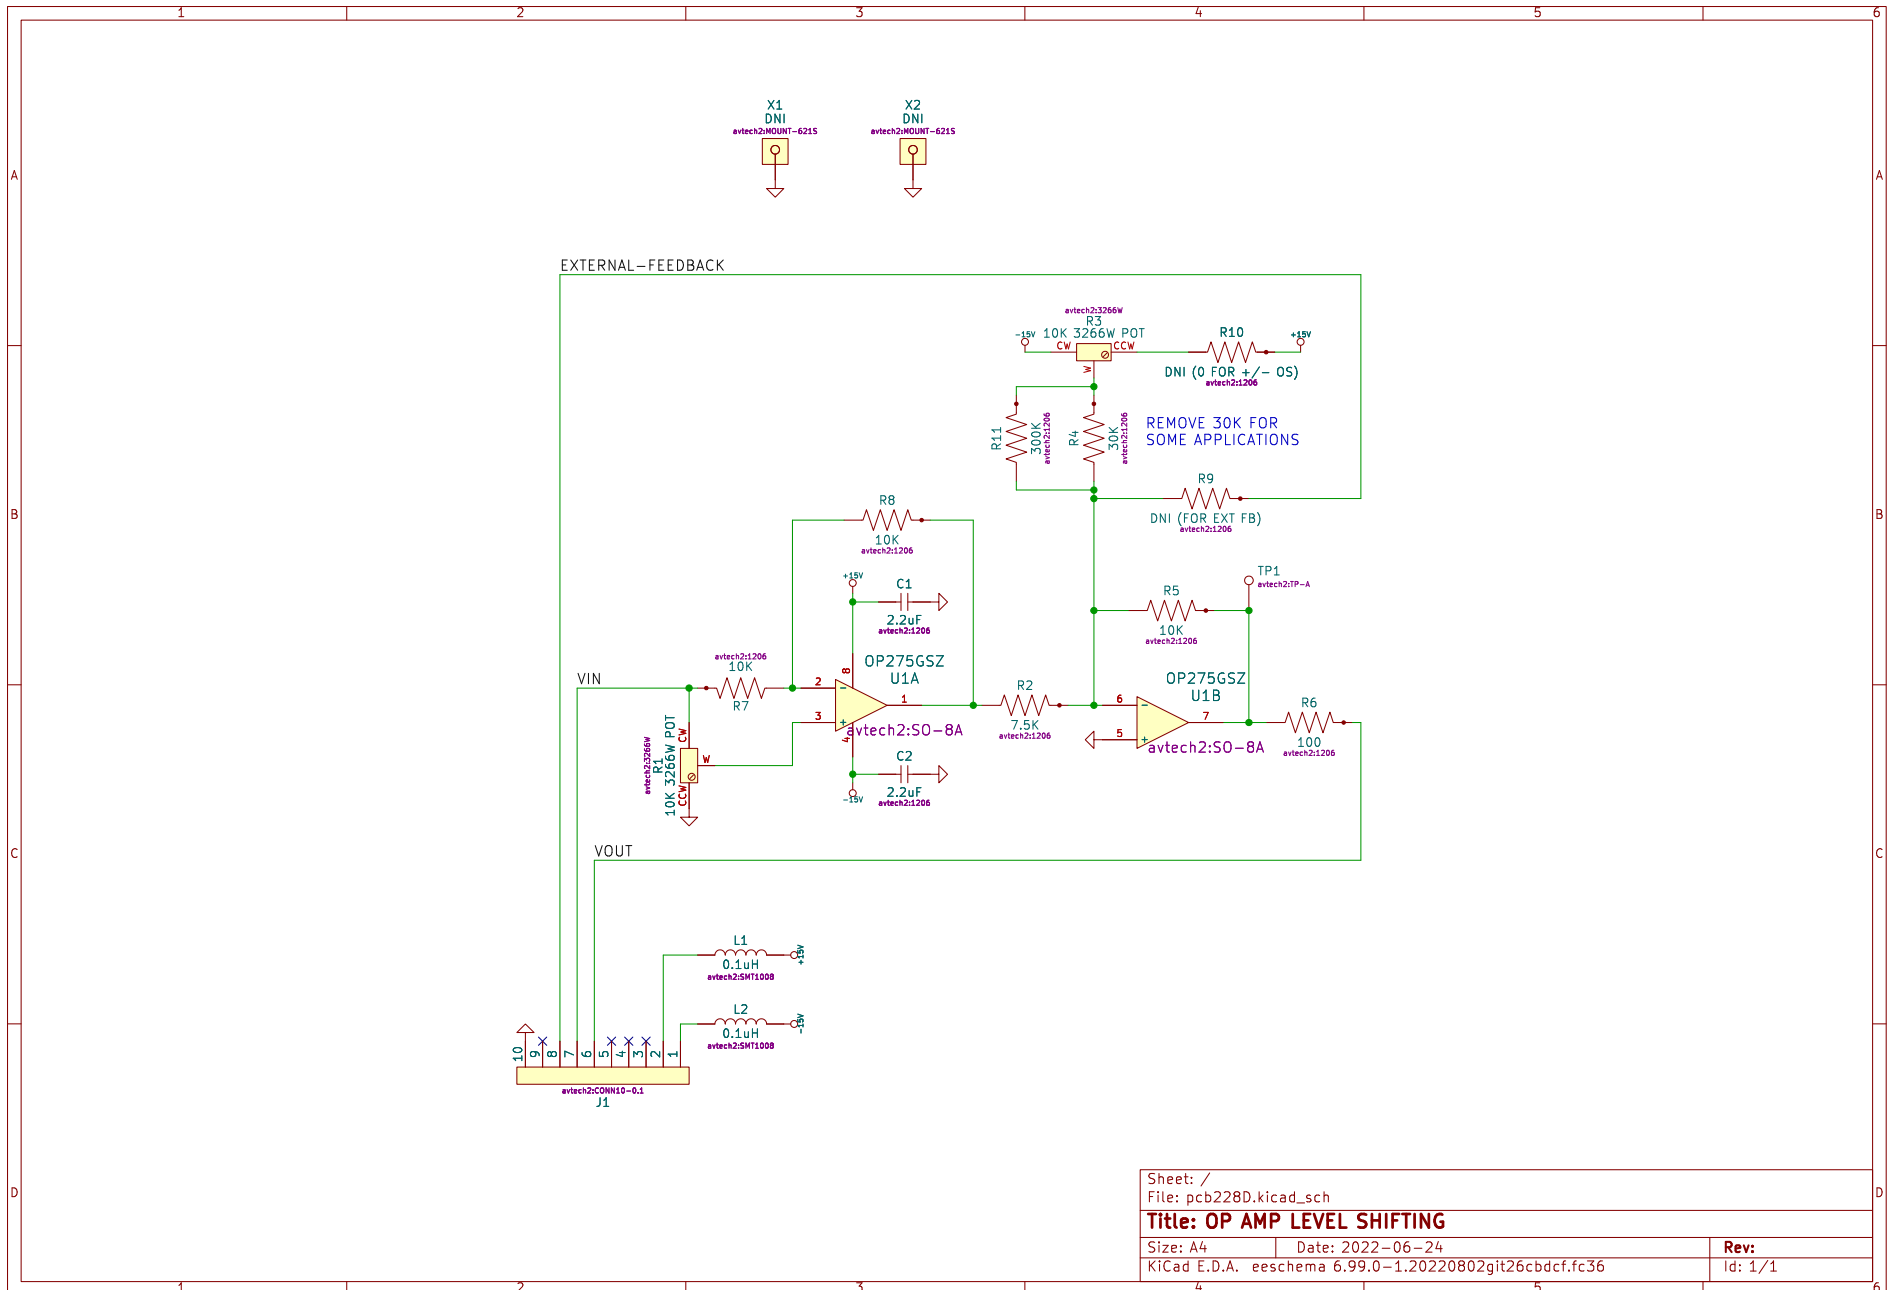 1 2 3 4 5 6
A A
B B
C C
D D
X1
DNI
avtech2:MOUNT-621S
X2
DNI
avtech2:MOUNT-621S
EXTERNAL-FEEDBACK
avtech2:3266W
R3
10K 3266W POT
-15V
CW
CCW
W
R10
+15V
DNI (0 FOR +/- OS)
avtech2:1206
R11
300K
avtech2:1206
R4
30K
avtech2:1206
REMOVE 30K FOR
SOME APPLICATIONS
R9
DNI (FOR EXT FB)
avtech2:1206
R8
10K
avtech2:1206
+15V
C1
2.2uF
avtech2:1206
TP1
avtech2:TP-A
R5
10K
avtech2:1206
avtech2:1206
10K
R7
VIN
OP275GSZ
U1A
8
2
3
1
4
avtech2:SO-8A
R2
7.5K
avtech2:1206
OP275GSZ
U1B
6
5
7
avtech2:SO-8A
R6
100
avtech2:1206
avtech2:3266W
R1
10K 3266W POT
CW
W
CCW
C2
2.2uF
avtech2:1206
-15V
VOUT
L1
0.1uH
avtech2:SMT1008
+15V
L2
0.1uH
avtech2:SMT1008
-15V
10 9 8 7 6 5 4 3 2 1
avtech2:CONN10-0.1
J1
Sheet: /
File: pcb228D.kicad_sch
Title: OP AMP LEVEL SHIFTING
Size: A4 Date: 2022-06-24 Rev:
KiCad E.D.A. eeschema 6.99.0-1.20220802git26cbdcf.fc36 Id: 1/1
1 2 3 4 5 6